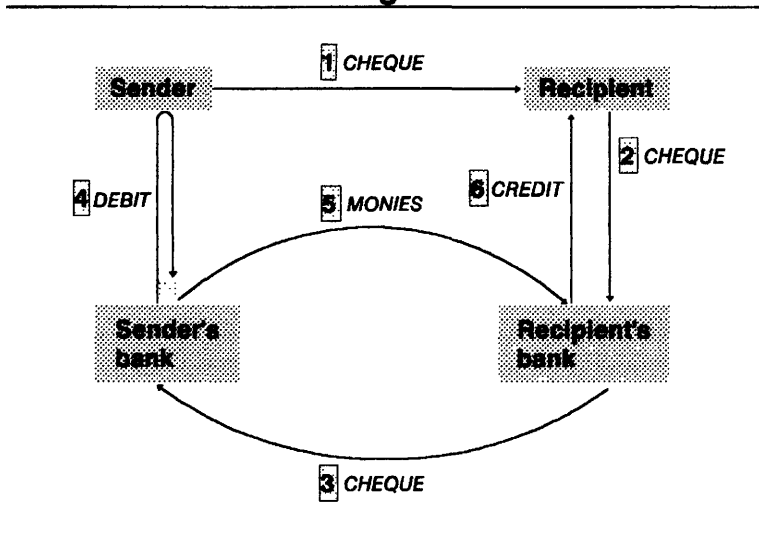 1 CHEQUE
Sender
Recipient
2 CHEQUE
4 DEBIT
5 MONIES
6 CREDIT
Sender's
bank
Recipient's
bank
3 CHEQUE